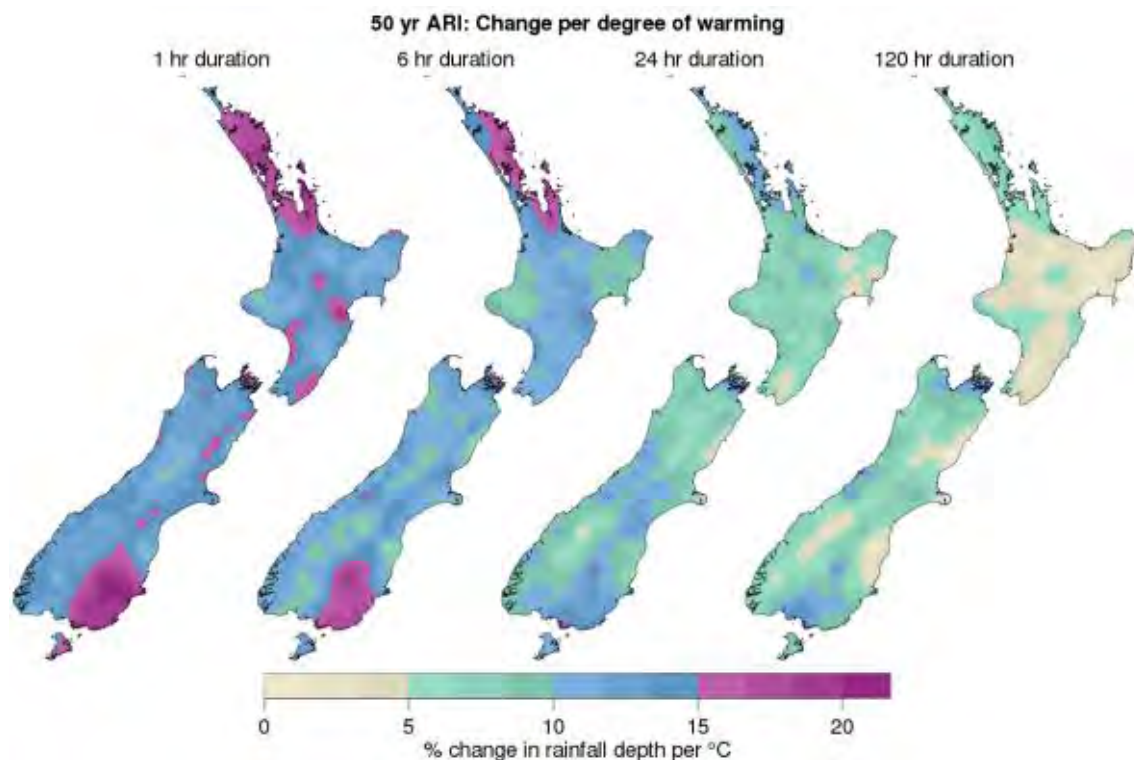 50 yr ARI: Change per degree of warming
1 hr duration 6 hr duration 24 hr duration 120 hr duration
0 5 10 15 20
% change in rainfall depth per °C